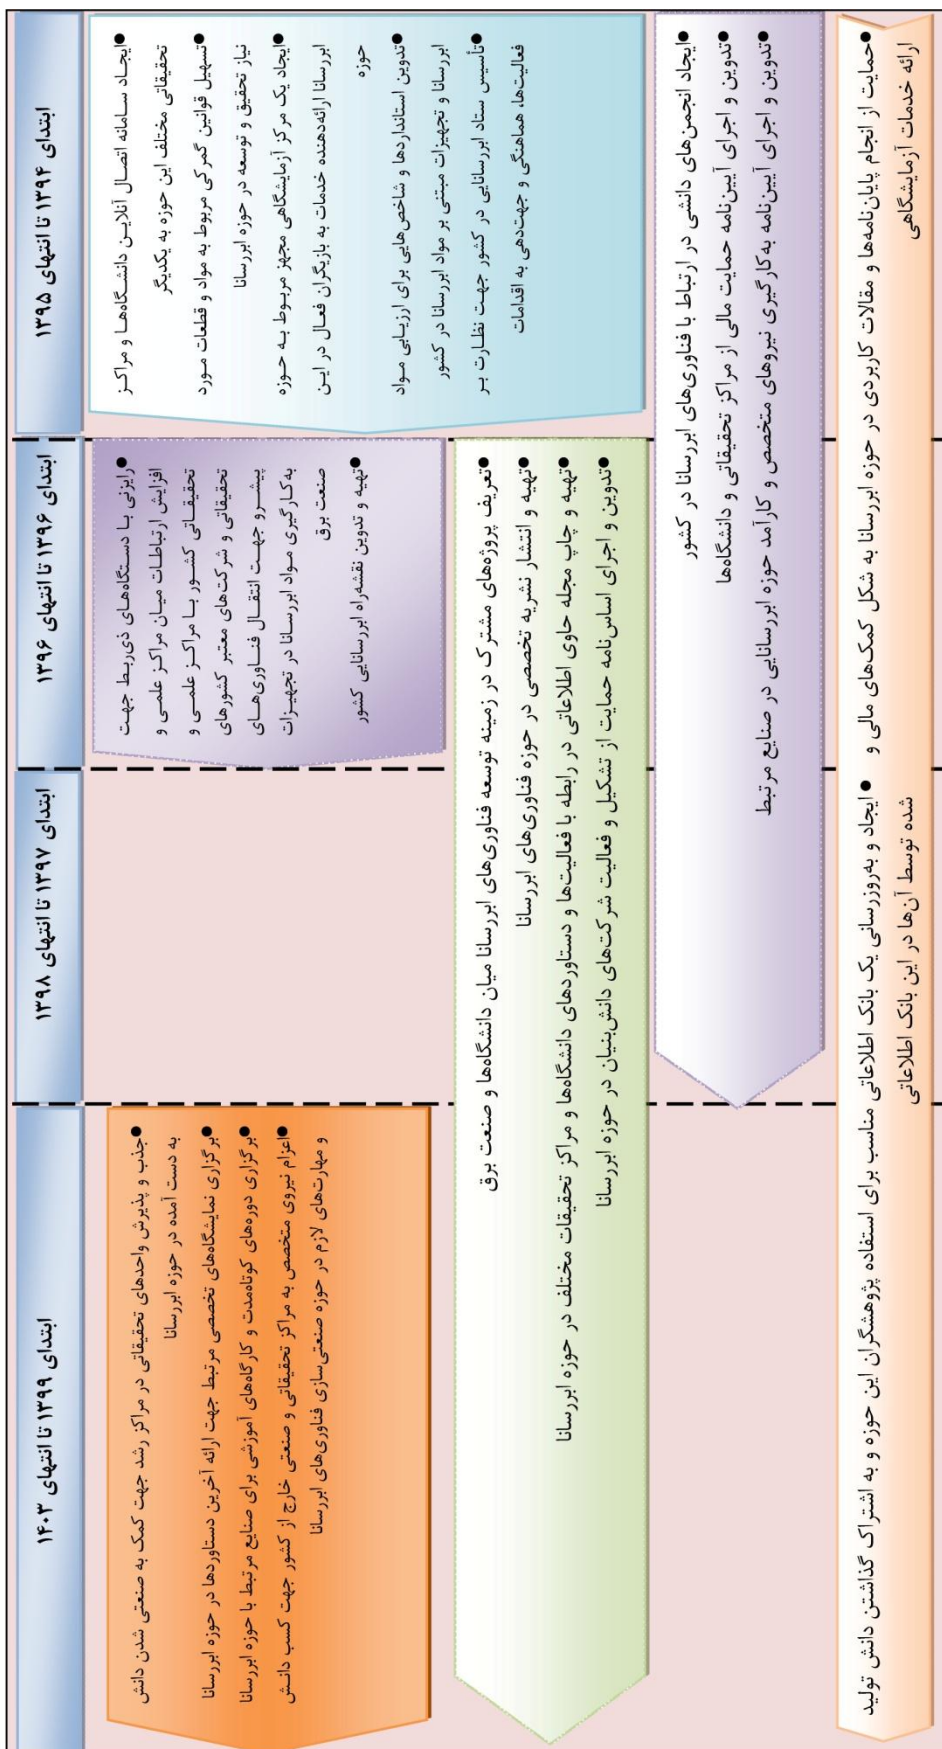 ابتدای ۱۳۹۴ تا انتهای ۱۳۹۵
ابتدای ۱۳۹۶ تا انتهای ۱۳۹۶
ابتدای ۱۳۹۷ تا انتهای ۱۳۹۸
ابتدای ۱۳۹۹ تا انتهای ۱۴۰۳
●ایجاد سامانه اتصال آنلاین دانشگاه‌ها و مراکز
تحقیقاتی مختلف این حوزه به یکدیگر
●تسهیل قوانین گمرکی مربوط به مواد و قطعات مورد
نیاز تحقیق و توسعه در حوزه ابررسانا
●ایجاد یک مرکز آزمایشگاهی مجهز مربوط به حوزه
ابررسانا ارائه‌دهنده خدمات به بازیگران فعال در این
حوزه
●تدوین استانداردها و شاخص‌هایی برای ارزیابی مواد
ابررسانا و تجهیزات مبتنی بر مواد ابررسانا در کشور
●تأسیس ستاد ابررسانایی در کشور جهت نظارت بر
فعالیت‌ها، هماهنگی و جهت‌دهی به اقدامات
●رایزنی با دستگاه‌های ذی‌ربط جهت
افزایش ارتباطات میان مراکز علمی و
تحقیقاتی کشور با مراکز علمی و
تحقیقاتی و شرکت‌های معتبر کشورهای
پیشرو جهت انتقال فناوری‌های
به‌کارگیری مواد ابررسانا در تجهیزات
صنعت برق
●تهیه و تدوین نقشه‌راه ابررسانایی کشور
●جذب و پذیرش واحدهای تحقیقاتی در مراکز رشد جهت کمک به صنعتی شدن دانش
به دست آمده در حوزه ابررسانا
●برگزاری نمایشگاه‌های تخصصی مرتبط جهت ارائه آخرین دستاوردها در حوزه ابررسانا
●برگزاری دوره‌های کوتاه‌مدت و کارگاه‌های آموزشی برای صنایع مرتبط با حوزه ابررسانا
●اعزام نیروی متخصص به مراکز تحقیقاتی و صنعتی خارج از کشور جهت کسب دانش
و مهارت‌های لازم در حوزه صنعتی‌سازی فناوری‌های ابررسانا
●تعریف پروژه‌های مشترک در زمینه توسعه فناوری‌های ابررسانا میان دانشگاه‌ها و صنعت برق
●تهیه و انتشار نشریه تخصصی در حوزه فناوری‌های ابررسانا
●تهیه و چاپ مجله حاوی اطلاعاتی در رابطه با فعالیت‌ها و دستاوردهای دانشگاه‌ها و مراکز تحقیقات مختلف در حوزه ابررسانا
●تدوین و اجرای اساس‌نامه حمایت از تشکیل و فعالیت شرکت‌های دانش‌بنیان در حوزه ابررسانا
●ایجاد انجمن‌های دانشی در ارتباط با فناوری‌های ابررسانا در کشور
●تدوین و اجرای آیین‌نامه حمایت مالی از مراکز تحقیقاتی و دانشگاه‌ها
●تدوین و اجرای آیین‌نامه به‌کارگیری نیروهای متخصص و کارآمد حوزه ابررسانایی در صنایع مرتبط
●حمایت از انجام پایان‌نامه‌ها و مقالات کاربردی در حوزه ابررسانا به شکل کمک‌های مالی و
ارائه خدمات آزمایشگاهی
●ایجاد و به‌روزرسانی یک بانک اطلاعاتی مناسب برای استفاده پژوهشگران این حوزه و به اشتراک گذاشتن دانش تولید
شده توسط آن‌ها در این بانک اطلاعاتی